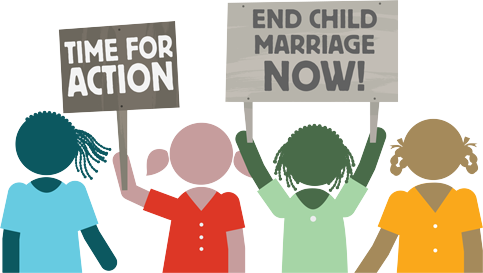 TIME FOR
ACTION
END CHILD
MARRIAGE
NOW!